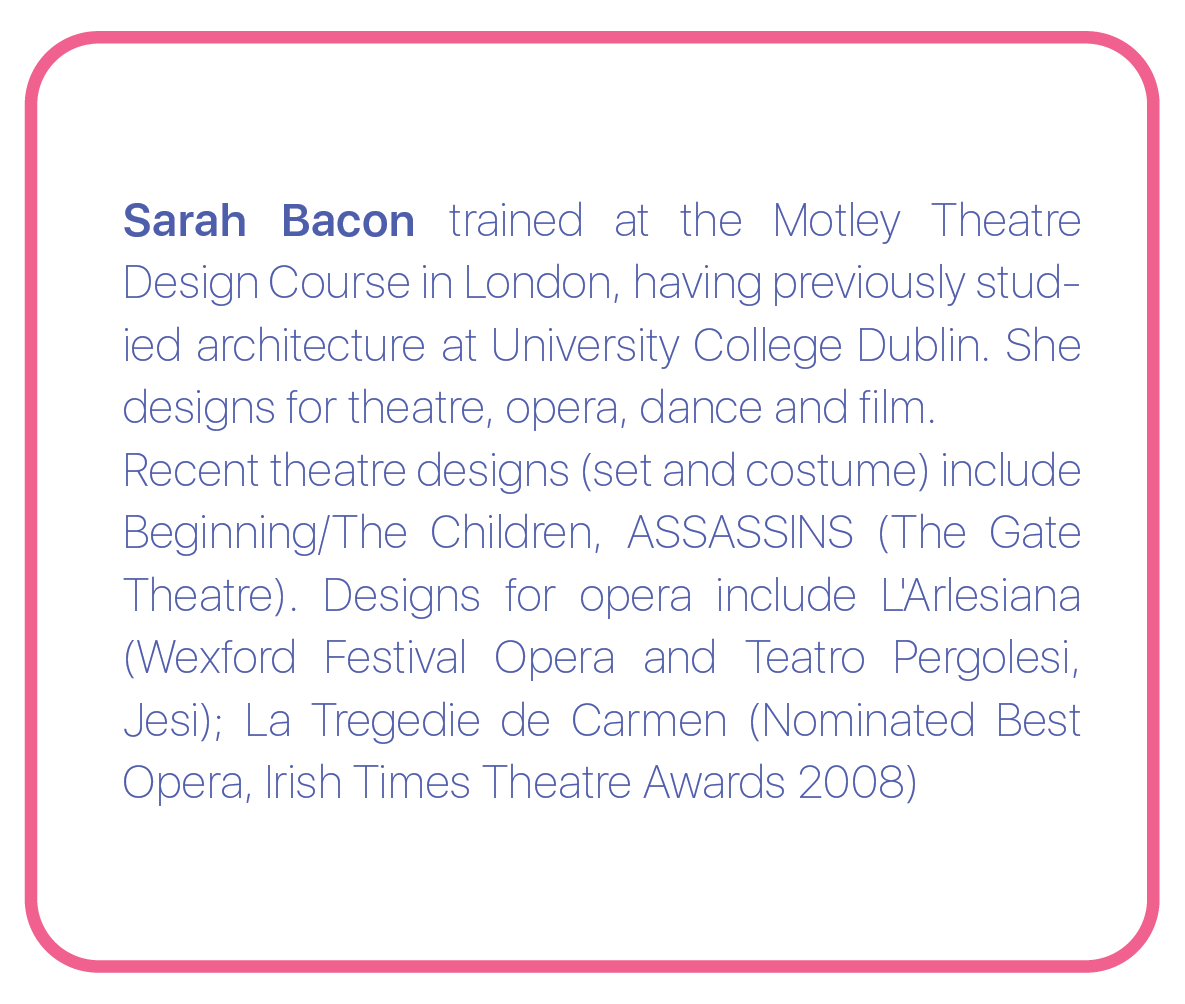 Sarah Bacon trained at the Motley Theatre
Design Course in London, having previously stud-
ied architecture at University College Dublin. She
designs for theatre, opera, dance and film.
Recent theatre designs (set and costume) include
Beginning/The Children, ASSASSINS (The Gate
Theatre). Designs for opera include L'Arlesiana
(Wexford Festival Opera and Teatro Pergolesi,
Jesi); La Tregedie de Carmen (Nominated Best
Opera, Irish Times Theatre Awards 2008)